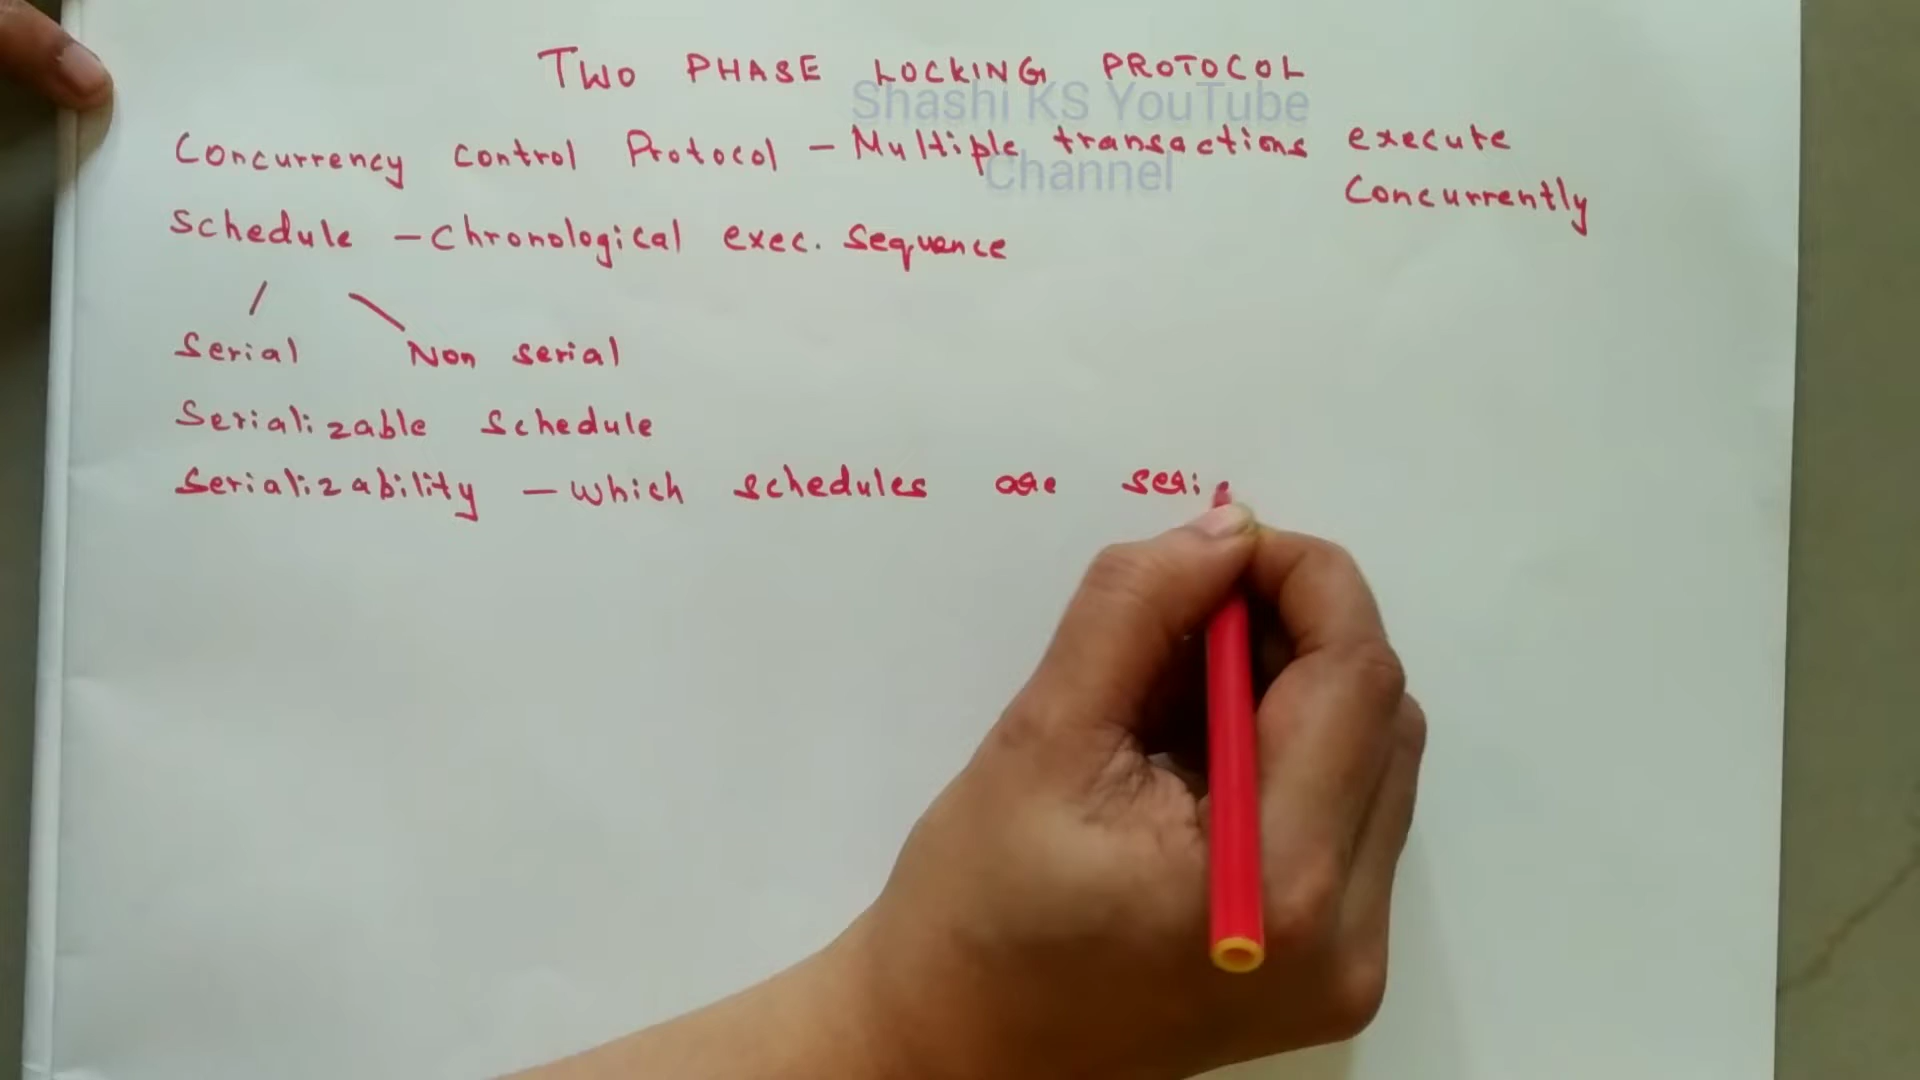 TWO PHASE LOCKING PROTOCOL
Shashi KS YouTube
Channel
Concurrency control Protocol - Multiple transactions execute
Concurrently
Schedule - Chronological exec. sequence
Serial Non serial
Serializable schedule
Serializability - which schedules are seri